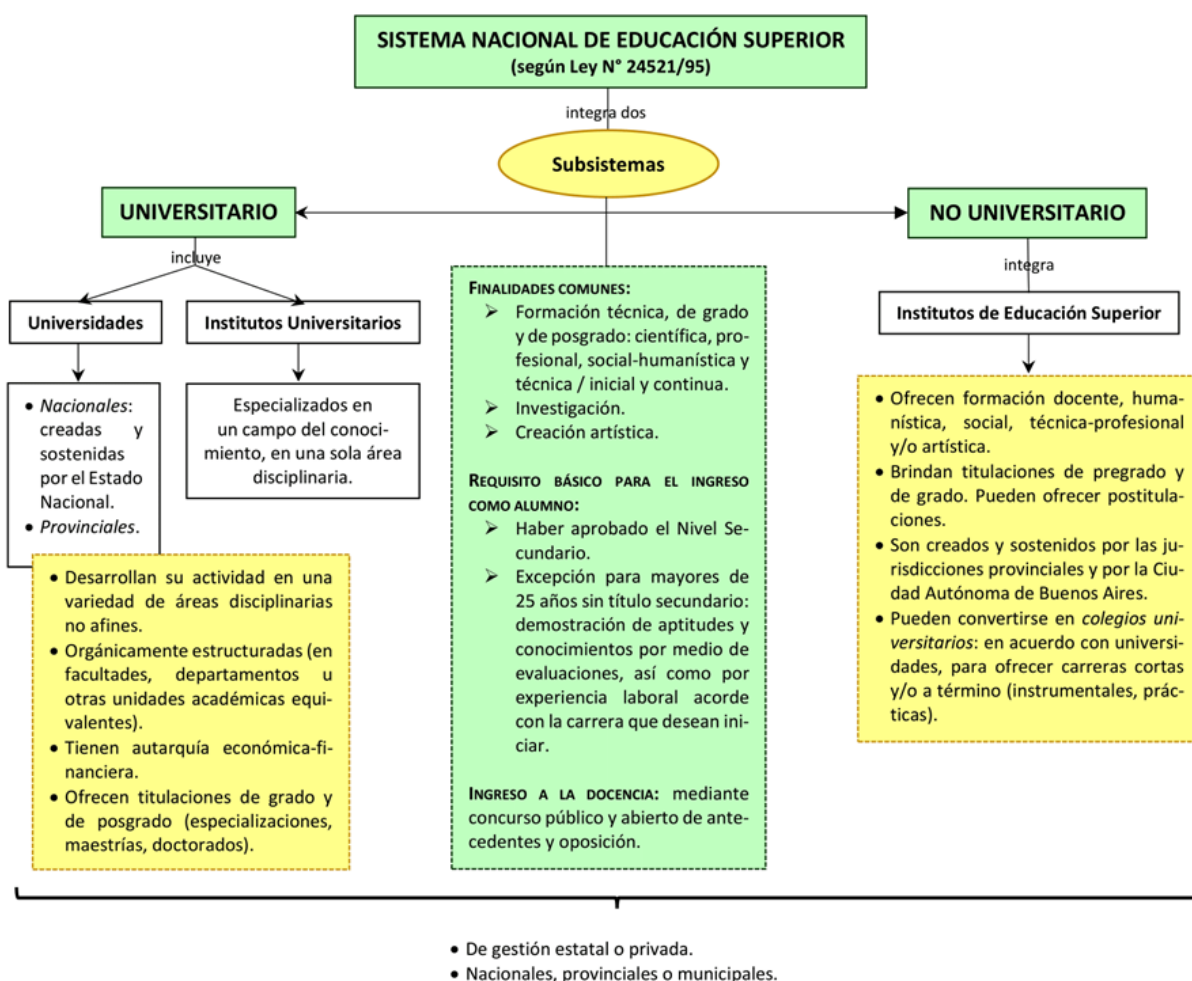 SISTEMA NACIONAL DE EDUCACIÓN SUPERIOR
(según Ley N° 24521/95)
integra dos
Subsistemas
UNIVERSITARIO
NO UNIVERSITARIO
incluye
Universidades
Institutos Universitarios
• Nacionales:
creadas y
sostenidas
por el Estado
Nacional.
• Provinciales.
Especializados en
un campo del conoci-
miento, en una sola área
disciplinaria.
• Desarrollan su actividad en una
variedad de áreas disciplinarias
no afines.
• Orgánicamente estructuradas (en
facultades, departamentos u
otras unidades académicas equi-
valentes).
• Tienen autarquía económica-fi-
nanciera.
• Ofrecen titulaciones de grado y
de posgrado (especializaciones,
maestrías, doctorados).
FINALIDADES COMUNES:
➢ Formación técnica, de grado
y de posgrado: científica, pro-
fesional, social-humanística y
técnica / inicial y continua.
➢ Investigación.
➢ Creación artística.
REQUISITO BÁSICO PARA EL INGRESO
COMO ALUMNO:
➢ Haber aprobado el Nivel Se-
cundario.
➢ Excepción para mayores de
25 años sin título secundario:
demostración de aptitudes y
conocimientos por medio de
evaluaciones, así como por
experiencia laboral acorde
con la carrera que desean ini-
ciar.
INGRESO A LA DOCENCIA: mediante
concurso público y abierto de ante-
cedentes y oposición.
integra
Institutos de Educación Superior
• Ofrecen formación docente, huma-
nística, social, técnica-profesional
y/o artística.
• Brindan titulaciones de pregrado y
de grado. Pueden ofrecer postitula-
ciones.
• Son creados y sostenidos por las ju-
risdicciones provinciales y por la Ciu-
dad Autónoma de Buenos Aires.
• Pueden convertirse en colegios uni-
versitarios: en acuerdo con universi-
dades, para ofrecer carreras cortas
y/o a término (instrumentales, prác-
ticas).
• De gestión estatal o privada.
• Nacionales, provinciales o municipales.